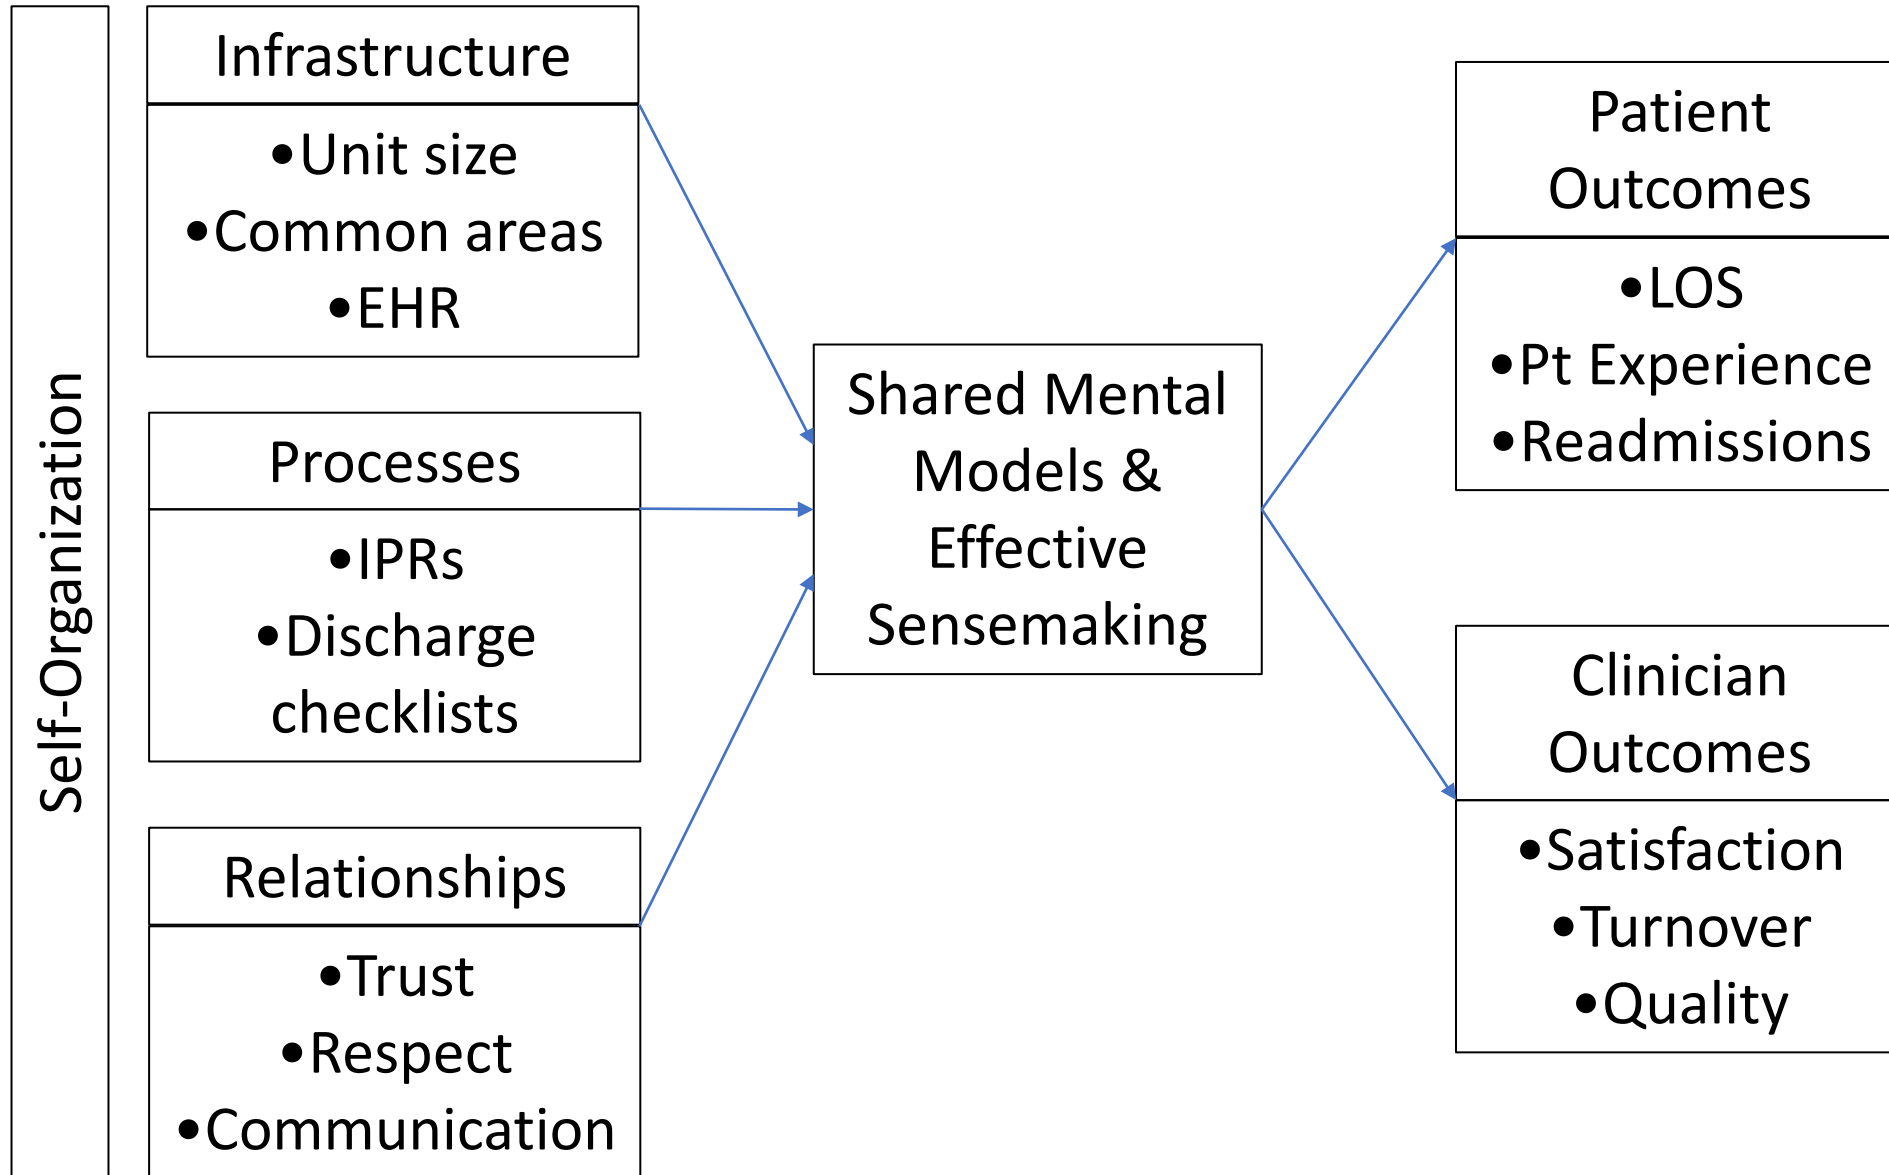 Self-Organization
Infrastructure
•Unit size
•Common areas
•EHR
Processes
•IPRs
•Discharge
checklists
Relationships
•Trust
•Respect
•Communication
Shared Mental
Models &
Effective
Sensemaking
Patient
Outcomes
•LOS
•Pt Experience
•Readmissions
Clinician
Outcomes
•Satisfaction
•Turnover
•Quality